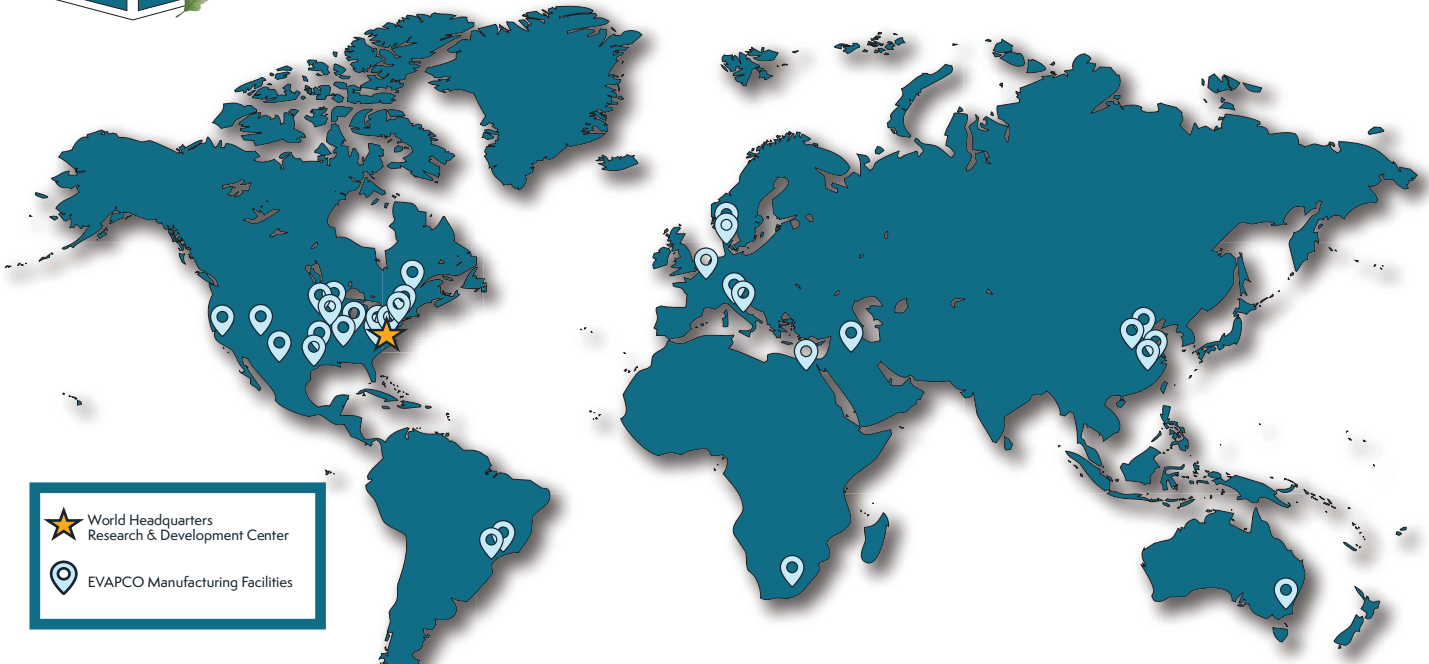 World Headquarters
Research & Development Center
EVAPCO Manufacturing Facilities